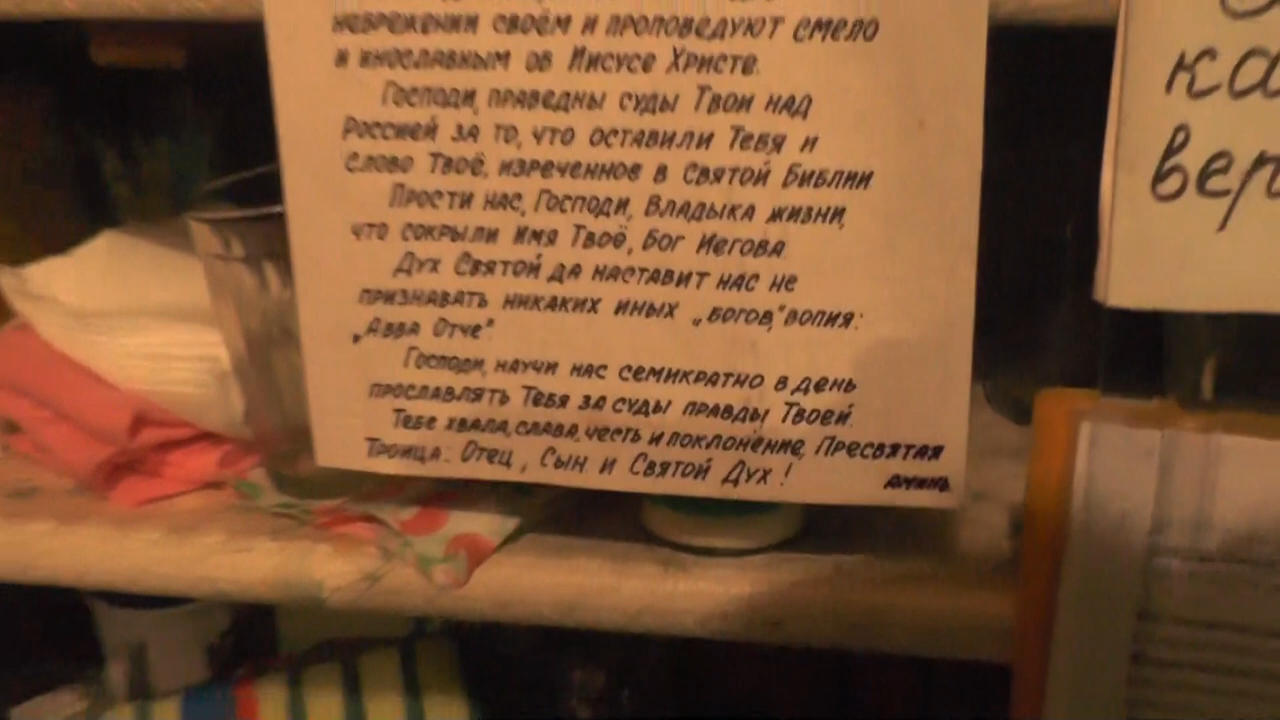 небрежении своём и проповедуют смело
и инославным об Иисусе Христе.
Господи, праведны суды Твои над
Россией за то, что оставили Тебя и
Слово Твоё, изреченное в Святой Библии
Прости нас, Господи, Владыка жизни,
что сокрыли Имя Твоё, Бог Иегова.
Дух Святой да наставит нас не
признавать никаких иных „богов," вопия:
„Авва Отче".
Господи, научи нас семикратно в день
прославлять Тебя за суды правды Твоей.
Тебе хвала, слава, честь и поклонение, Пресвятая
Троица: Отец, Сын и Святой Дух!
Аминь.
ка
вер